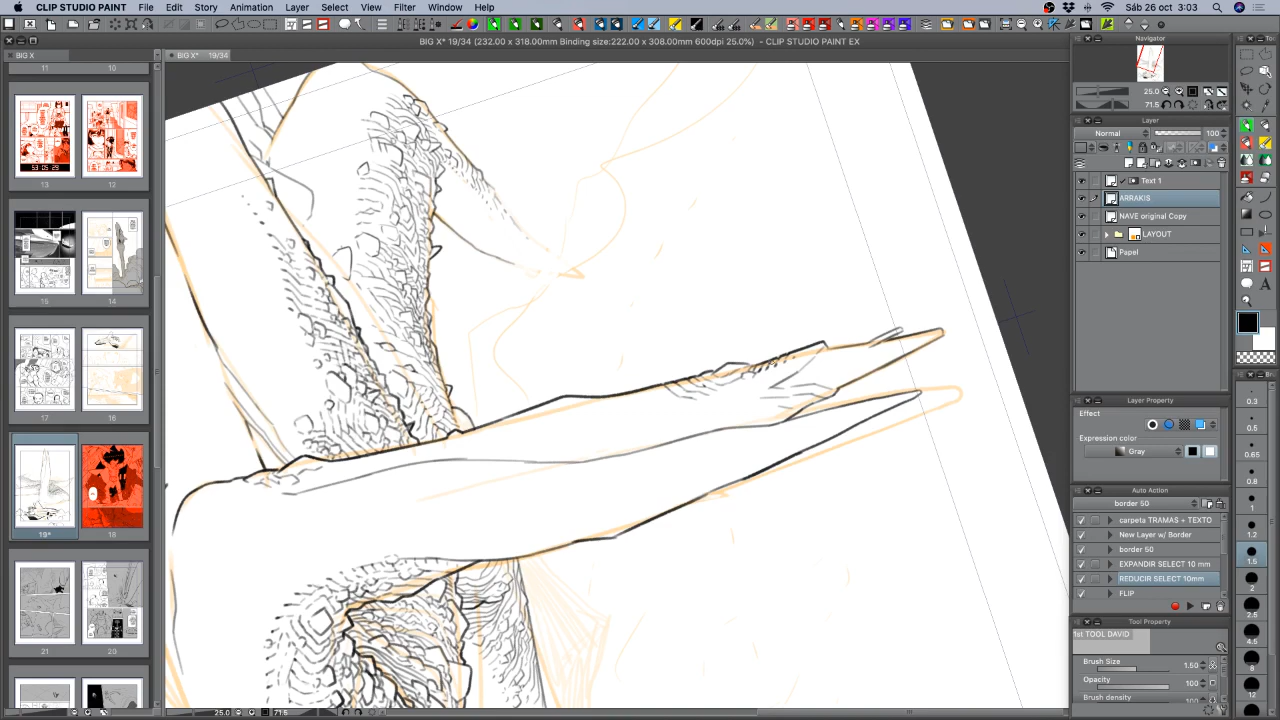 CLIP STUDIO PAINT File Edit Story Animation Layer Select View Filter Window Help Sáb 26 oct 3:03
BIG X* 19/34 (232.00 x 318.00mm Binding size:222.00 x 308.00mm 600dpi 25.0%) - CLIP STUDIO PAINT EX
BIG X
BIG X* 19/34
11 10
13 12
15 14
17 16
19* 18
21 20
25.0 71.5
Navigator
25.0
71.5
Layer
Normal 100
Text 1
ARRAKIS
NAVE original Copy
LAYOUT
Papel
Layer Property
Effect
Expression color
Gray
Auto Action
border 50
carpeta TRAMAS + TEXTO
New Layer w/ Border
border 50
EXPANDIR SELECT 10 mm
REDUCIR SELECT 10mm
FLIP
Tool Property
1st TOOL DAVID
Brush Size 1.50
Opacity 100
Brush density
To
Br
0.3
0.5
0.65
0.8
1
1.2
1.5
2
2.5
4.5
8
12